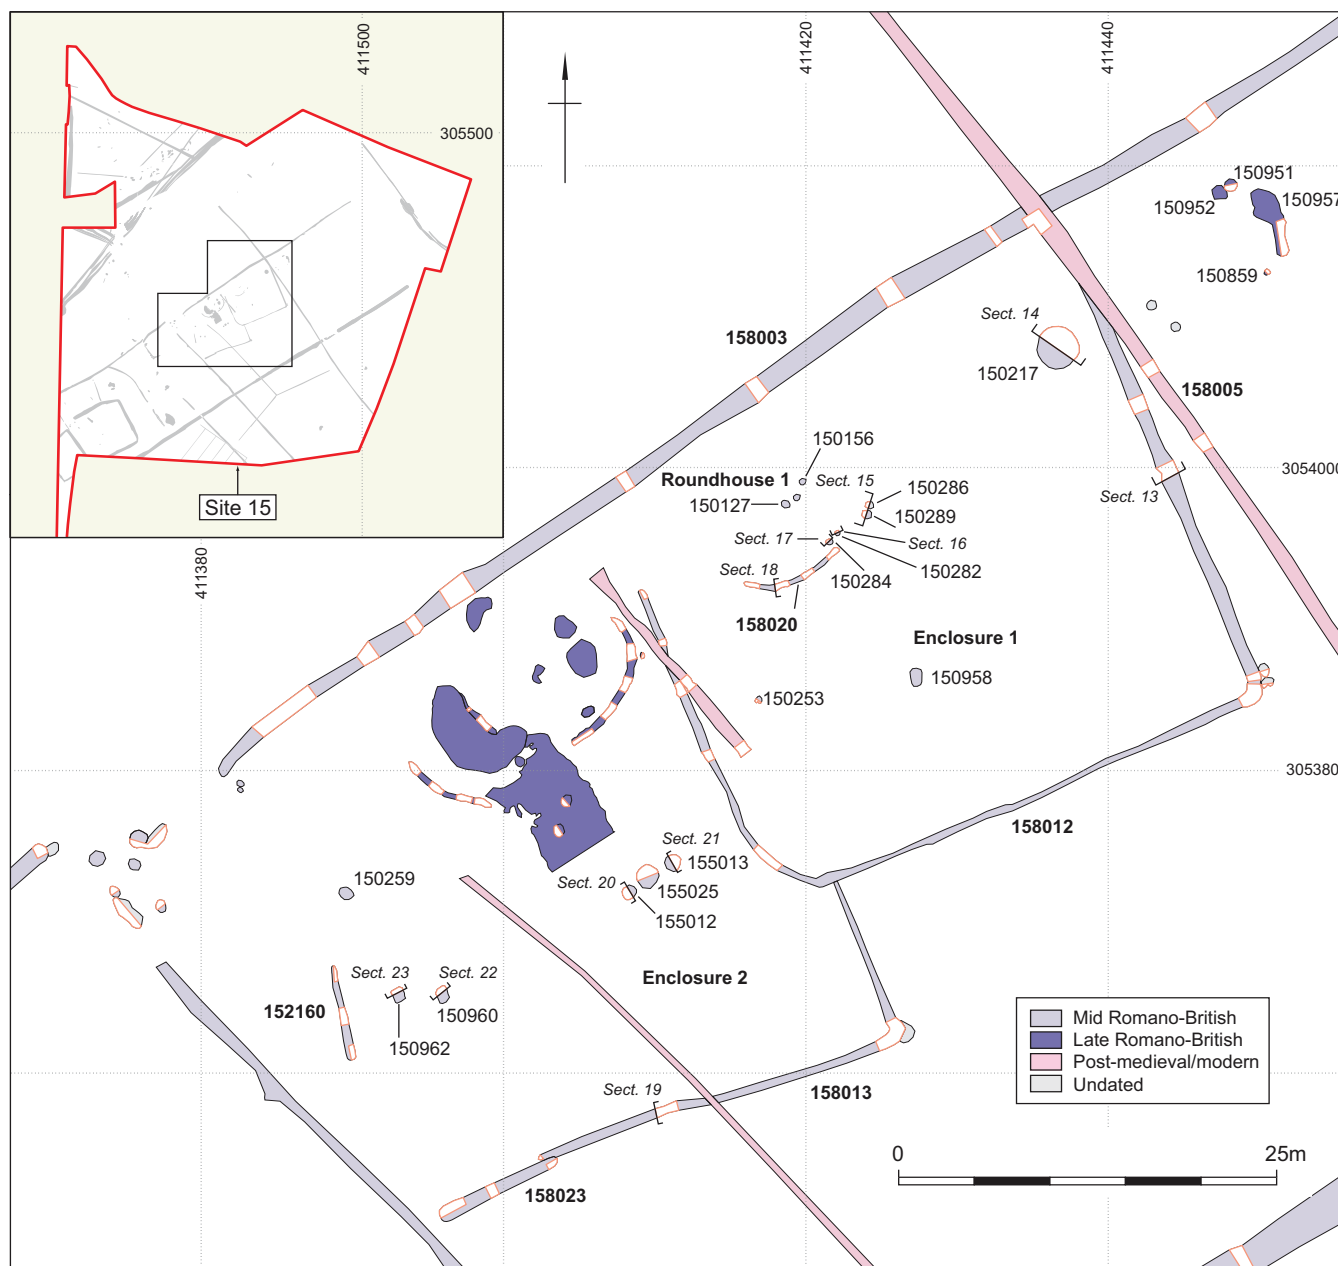 411500
305500
Site 15
411420
411440
411380
3054000
305380
150951
150952
150957
150859
Sect. 14
150217
158003
158005
150156
Roundhouse 1
Sect. 15
150286
150127
150289
Sect. 13
Sect. 17
Sect. 16
150282
Sect. 18
150284
158020
Enclosure 1
150958
150253
158012
Sect. 21
155013
Sect. 20
155025
150259
155012
Sect. 23
Sect. 22
Enclosure 2
152160
150960
150962
Sect. 19
158013
158023
Mid Romano-British
Late Romano-British
Post-medieval/modern
Undated
0
25m